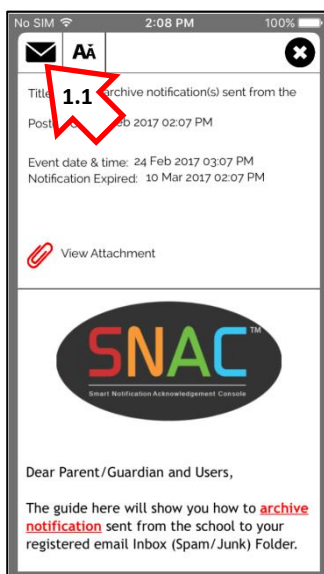 No SIM 2:08 PM 100%
AĂ
1.1
Title archive notification(s) sent from the
Poste eb 2017 02:07 PM
Event date & time: 24 Feb 2017 03:07 PM
Notification Expired: 10 Mar 2017 02:07 PM
View Attachment
SNAC™
Smart Notification Acknowledgement Console
Dear Parent/Guardian and Users,
The guide here will show you how to archive
notification sent from the school to your
registered email Inbox (Spam/Junk) Folder.